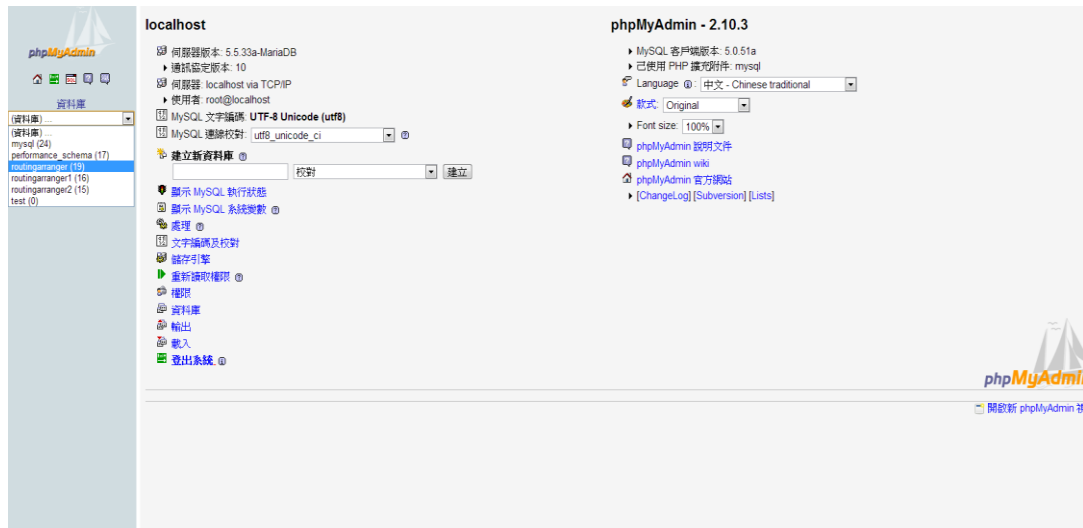 phpMyAdmin
資料庫
(資料庫) ...
(資料庫) ...
mysql (24)
performance_schema (17)
routingarranger (19)
routingarranger1 (16)
routingarranger2 (15)
test (0)
localhost
伺服器版本: 5.5.33a-MariaDB
通訊協定版本: 10
伺服器: localhost via TCP/IP
使用者: root@localhost
MySQL 文字編碼: UTF-8 Unicode (utf8)
MySQL 連線校對: utf8_unicode_ci
建立新資料庫
校對 建立
顯示 MySQL 執行狀態
顯示 MySQL 系統變數
處理
文字編碼及校對
儲存引擎
重新讀取權限
權限
資料庫
輸出
載入
登出系統
phpMyAdmin - 2.10.3
MySQL 客戶端版本: 5.0.51a
已使用 PHP 擴充附件: mysql
Language : 中文 - Chinese traditional
款式: Original
Font size: 100%
phpMyAdmin 說明文件
phpMyAdmin wiki
phpMyAdmin 官方網站
[ChangeLog] [Subversion] [Lists]
phpMyAdmin
開啟新 phpMyAdmin 視